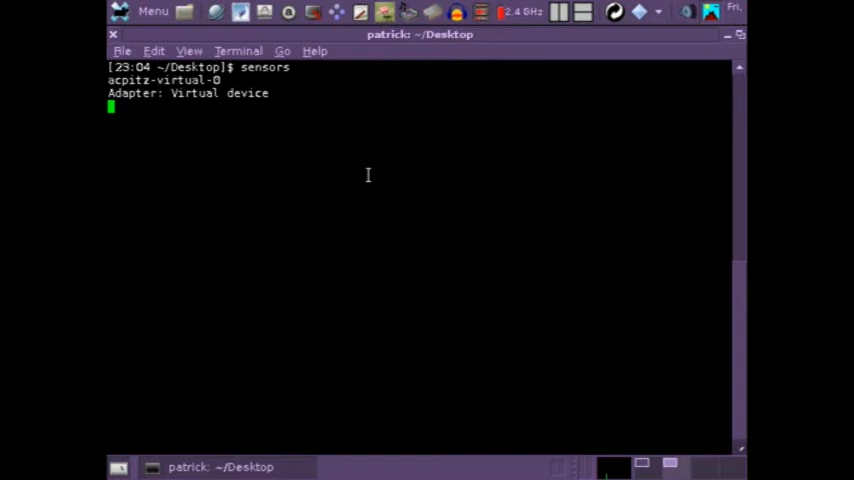 Menu
2.4 GHz
Fri,
patrick: ~/Desktop
File Edit View Terminal Go Help
[23:04 ~/Desktop]$ sensors
acpitz-virtual-0
Adapter: Virtual device
patrick: ~/Desktop